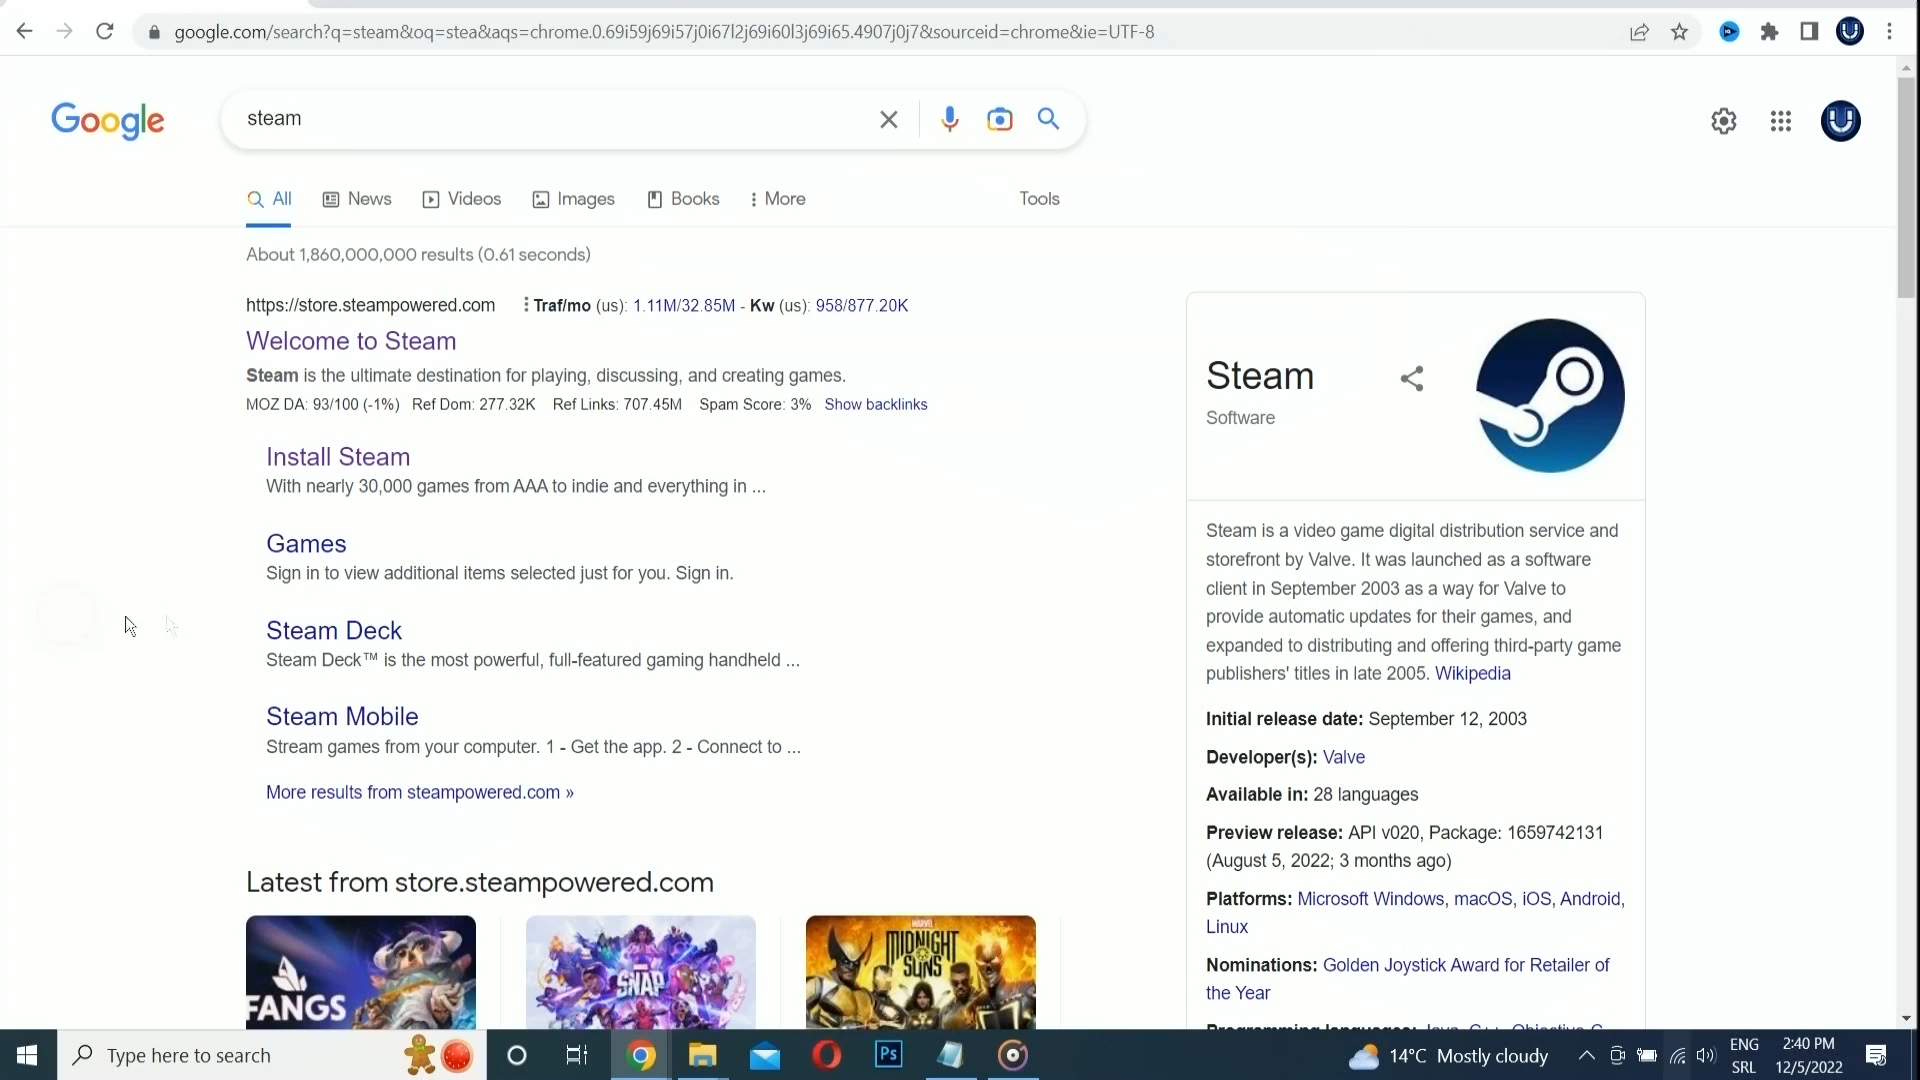 google.com/search?q=steam&oq=stea&aqs=chrome.0.69i59j69i57j0i67l2j69i60l3j69i65.4907j0j7&sourceid=chrome&ie=UTF-8
Google
steam
All
News
Videos
Images
Books
More
Tools
About 1,860,000,000 results (0.61 seconds)
https://store.steampowered.com
Traf/mo (us): 1.11M/32.85M - Kw (us): 958/877.20K
Welcome to Steam
Steam is the ultimate destination for playing, discussing, and creating games.
MOZ DA: 93/100 (-1%) Ref Dom: 277.32K Ref Links: 707.45M Spam Score: 3% Show backlinks
Install Steam
With nearly 30,000 games from AAA to indie and everything in ...
Games
Sign in to view additional items selected just for you. Sign in.
Steam Deck
Steam Deck™ is the most powerful, full-featured gaming handheld ...
Steam Mobile
Stream games from your computer. 1 - Get the app. 2 - Connect to ...
More results from steampowered.com »
Latest from store.steampowered.com
FANGS
SNAP
MARVEL
MIDNIGHT
SUNS
Steam
Software
Steam is a video game digital distribution service and
storefront by Valve. It was launched as a software
client in September 2003 as a way for Valve to
provide automatic updates for their games, and
expanded to distributing and offering third-party game
publishers' titles in late 2005. Wikipedia
Initial release date: September 12, 2003
Developer(s): Valve
Available in: 28 languages
Preview release: API v020, Package: 1659742131
(August 5, 2022; 3 months ago)
Platforms: Microsoft Windows, macOS, iOS, Android,
Linux
Nominations: Golden Joystick Award for Retailer of
the Year
Programming languages: Java, C++, Objective-C
Type here to search
Ps
14°C Mostly cloudy
ENG
SRL
2:40 PM
12/5/2022